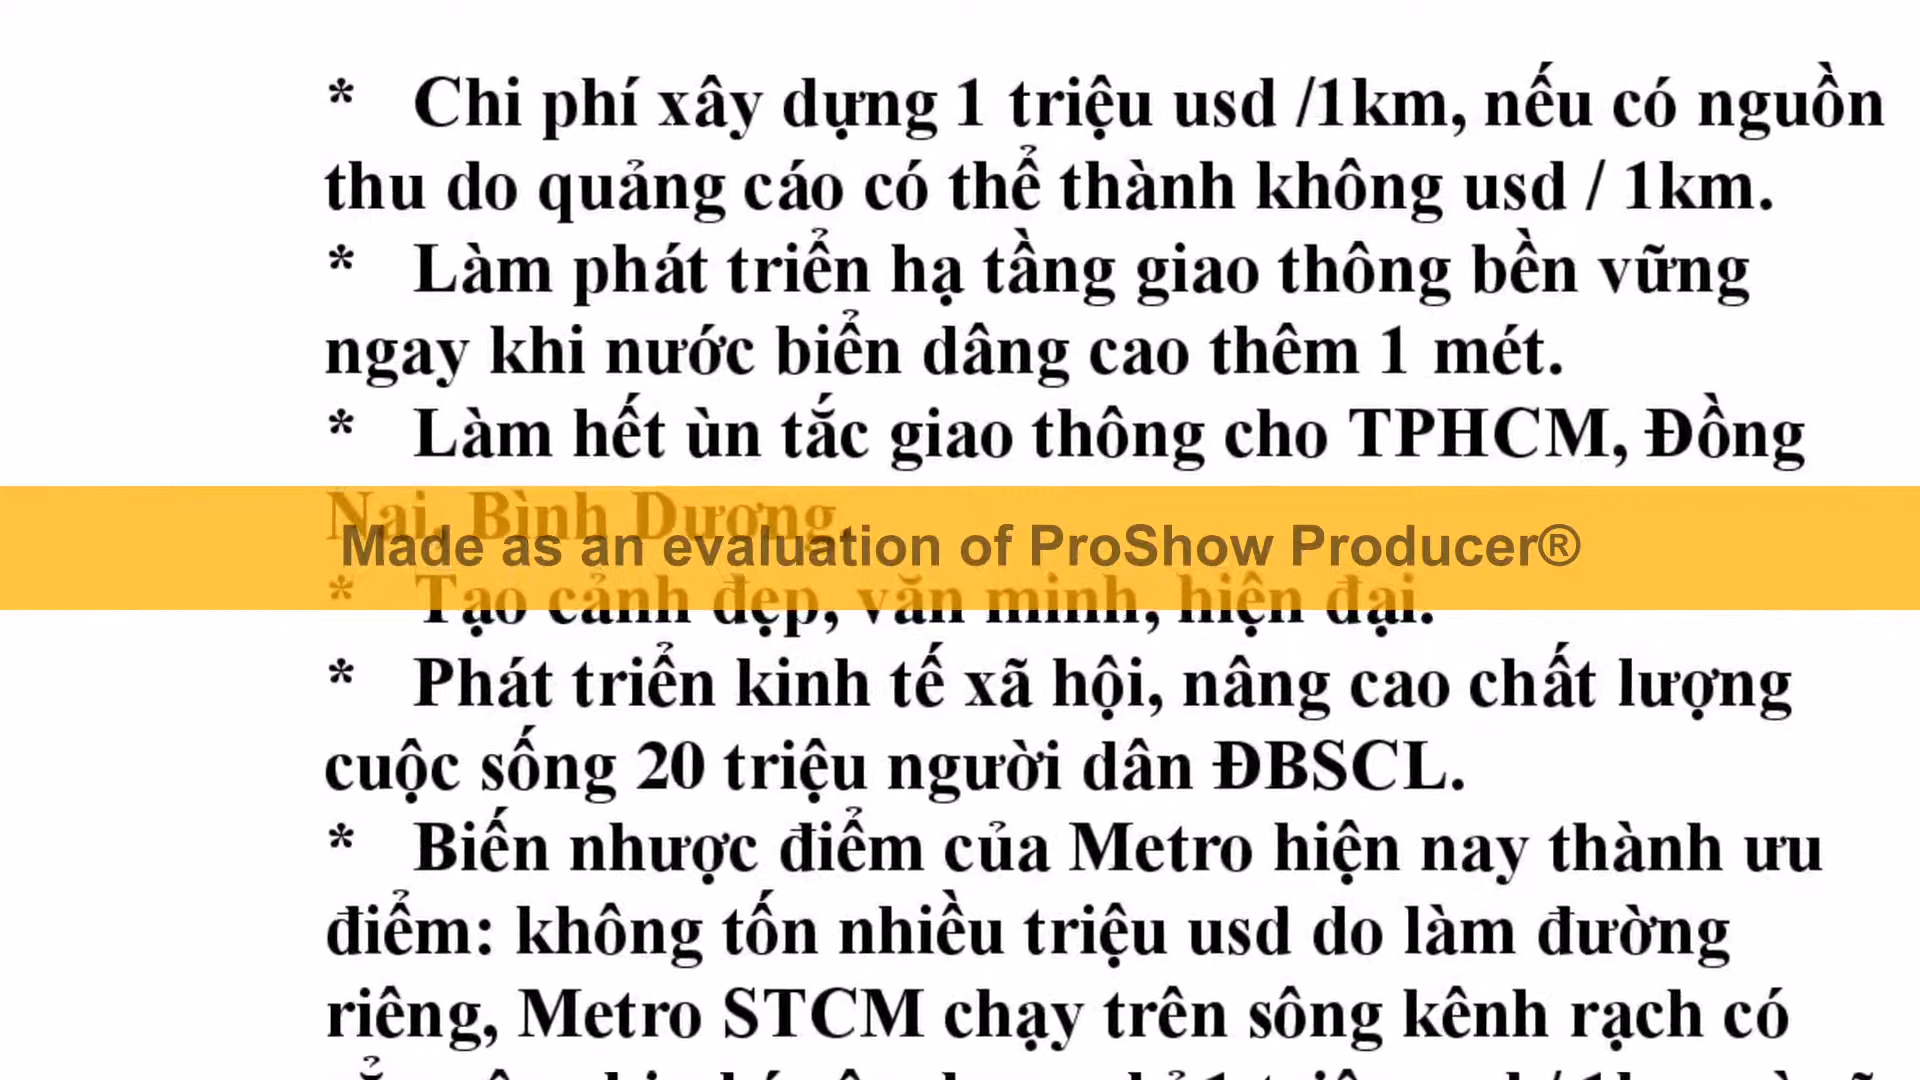 * Chi phí xây dựng 1 triệu usd /1km, nếu có nguồn
thu do quảng cáo có thể thành không usd / 1km.
* Làm phát triển hạ tầng giao thông bền vững
ngay khi nước biển dâng cao thêm 1 mét.
* Làm hết ùn tắc giao thông cho TPHCM, Đồng
Nai, Bình Dương.
Made as an evaluation of ProShow Producer®
* Tạo cảnh đẹp, văn minh, hiện đại.
* Phát triển kinh tế xã hội, nâng cao chất lượng
cuộc sống 20 triệu người dân ĐBSCL.
* Biến nhược điểm của Metro hiện nay thành ưu
điểm: không tốn nhiều triệu usd do làm đường
riêng, Metro STCM chạy trên sông kênh rạch có